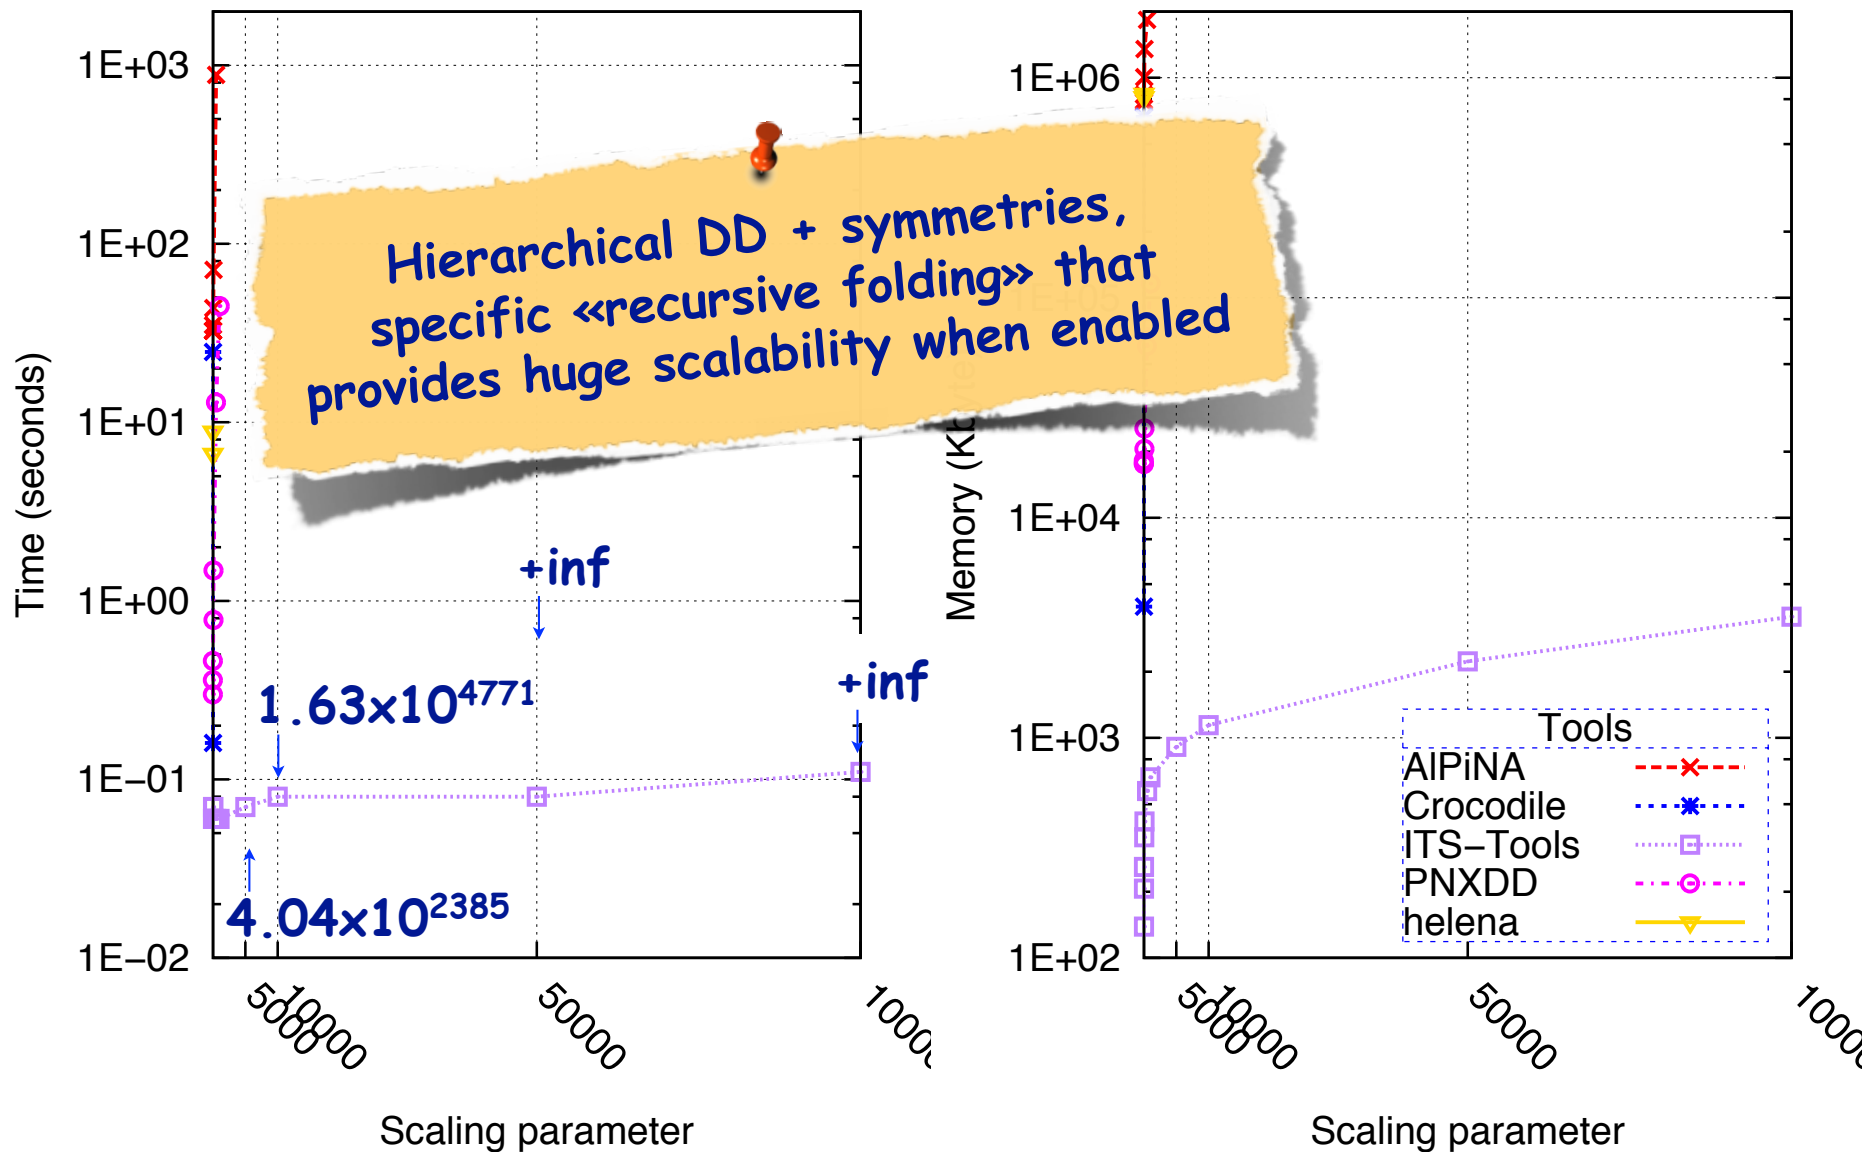 1E+03
1E+02
1E+01
1E+00
1E−01
1E−02
Time (seconds)
5000
10000
50000
Scaling parameter
+inf
+inf
1.63x10^4771
4.04x10^2385
Hierarchical DD + symmetries,
specific «recursive folding» that
provides huge scalability when enabled
1E+06
1E+05
1E+04
1E+03
1E+02
Memory
5000
10000
50000
Scaling parameter
Tools
AlPiNA
Crocodile
ITS−Tools
PNXDD
helena